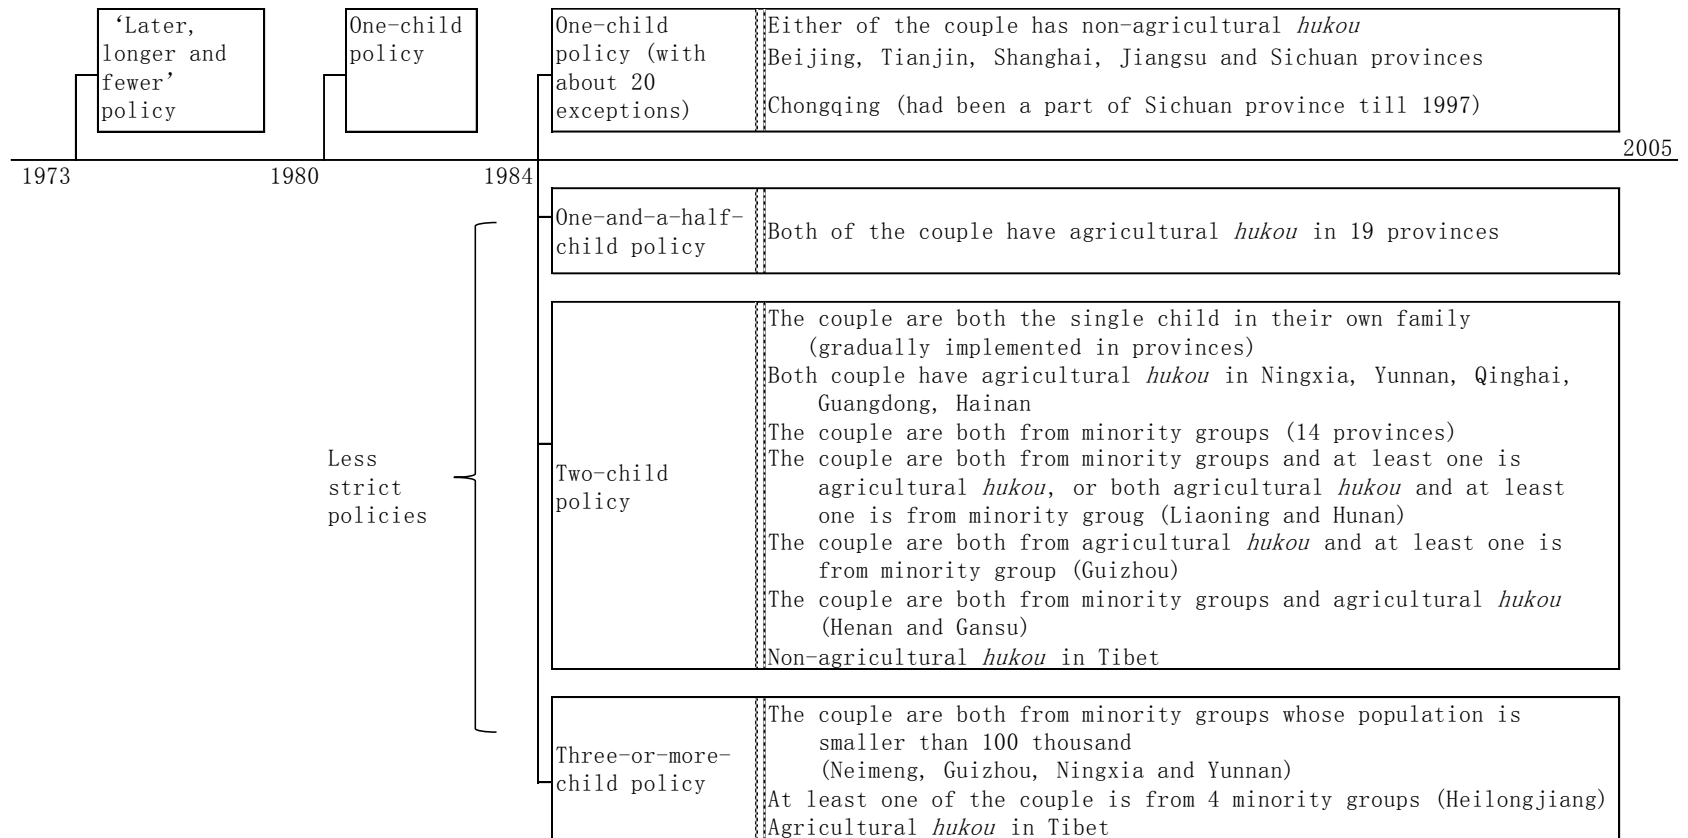 ‘Later,
longer and
fewer’
policy
One-child
policy
One-child
policy (with
about 20
exceptions)
Either of the couple has non-agricultural hukou
Beijing, Tianjin, Shanghai, Jiangsu and Sichuan provinces
Chongqing (had been a part of Sichuan province till 1997)
2005
1973
1980
1984
One-and-a-half-
child policy
Both of the couple have agricultural hukou in 19 provinces
Less
strict
policies
Two-child
policy
The couple are both the single child in their own family
(gradually implemented in provinces)
Both couple have agricultural hukou in Ningxia, Yunnan, Qinghai,
Guangdong, Hainan
The couple are both from minority groups (14 provinces)
The couple are both from minority groups and at least one is
agricultural hukou, or both agricultural hukou and at least
one is from minority groug (Liaoning and Hunan)
The couple are both from agricultural hukou and at least one is
from minority group (Guizhou)
The couple are both from minority groups and agricultural hukou
(Henan and Gansu)
Non-agricultural hukou in Tibet
Three-or-more-
child policy
The couple are both from minority groups whose population is
smaller than 100 thousand
(Neimeng, Guizhou, Ningxia and Yunnan)
At least one of the couple is from 4 minority groups (Heilongjiang)
Agricultural hukou in Tibet